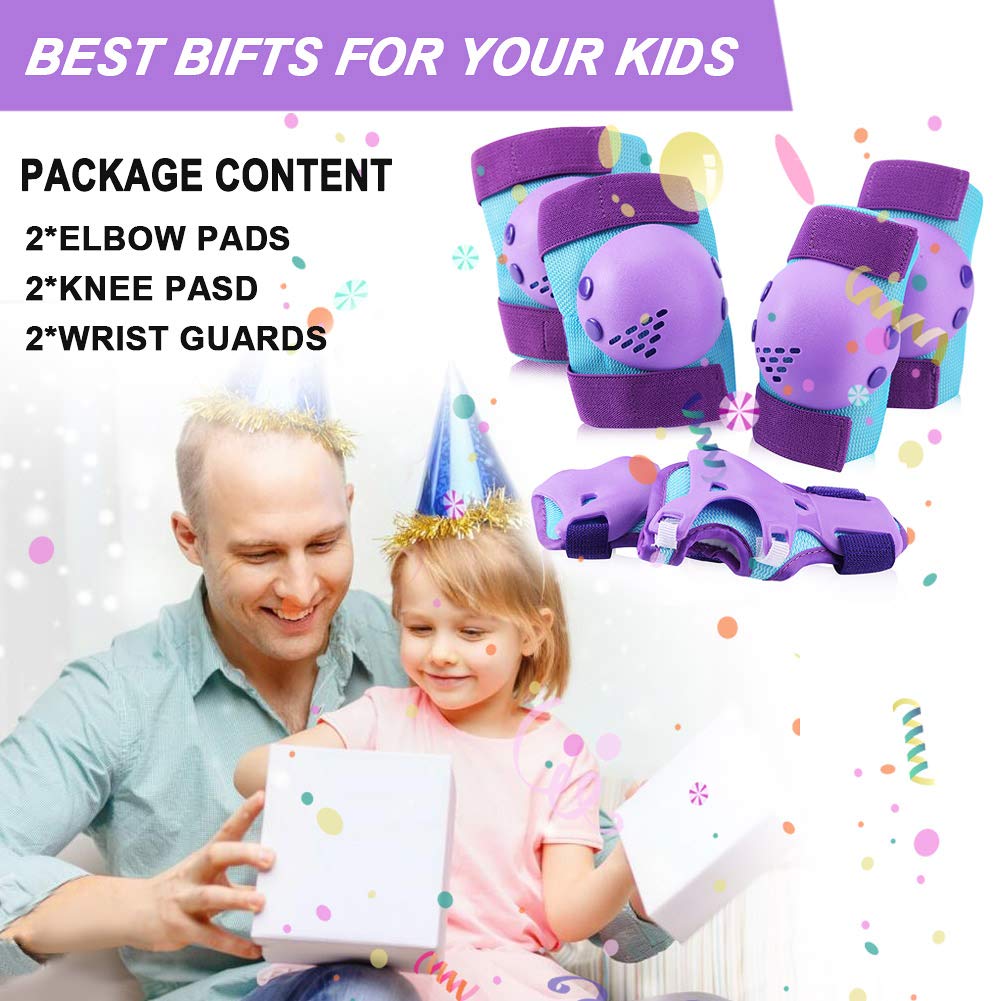 BEST BIFTS FOR YOUR KIDS
PACKAGE CONTENT
2*ELBOW PADS
2*KNEE PASD
2*WRIST GUARDS